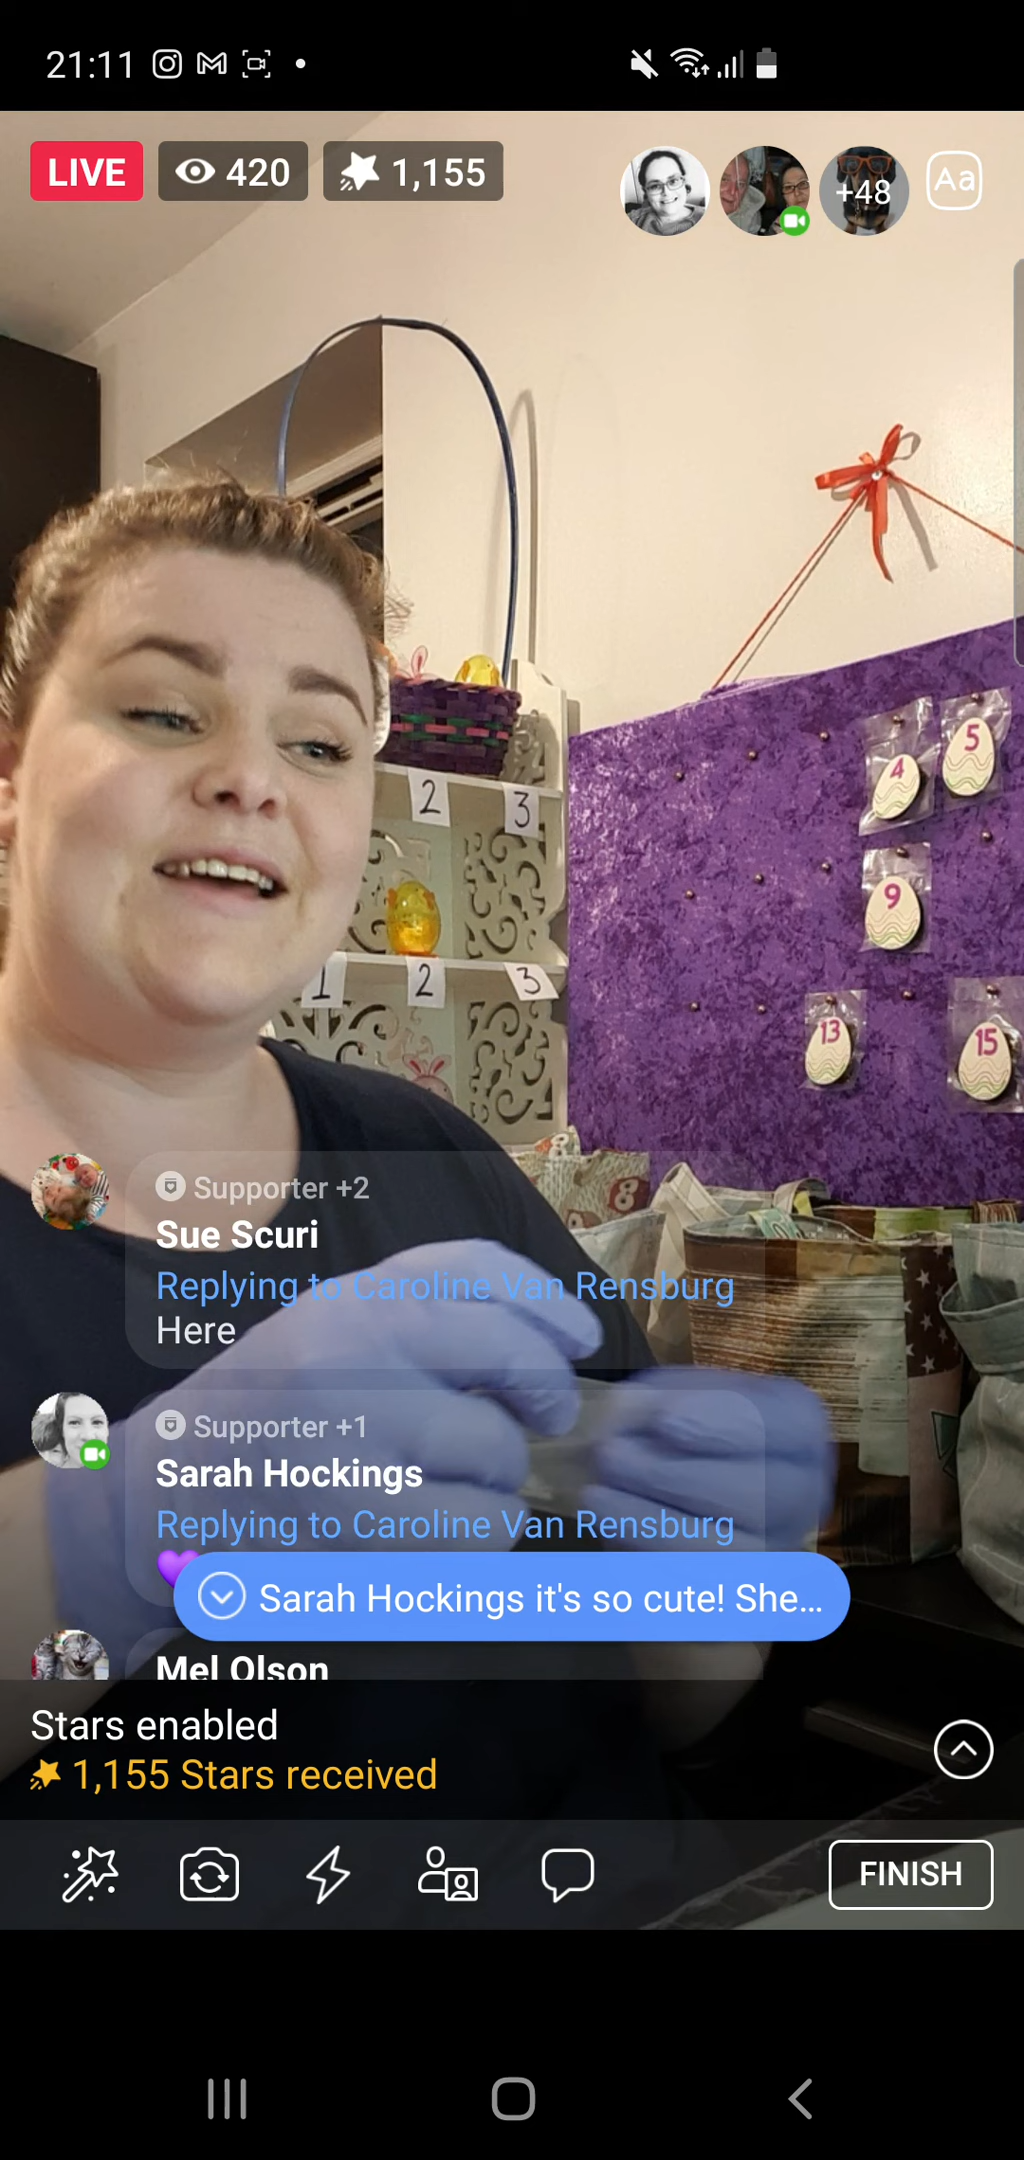 21:11
LIVE
420
1,155
+48
Aa
2
3
1
2
3
4
5
9
13
15
8
8
Supporter +2
Sue Scuri
Replying to Caroline Van Rensburg
Here
Supporter +1
Sarah Hockings
Replying to Caroline Van Rensburg
Sarah Hockings it's so cute! She...
Mel Olson
Stars enabled
1,155 Stars received
FINISH